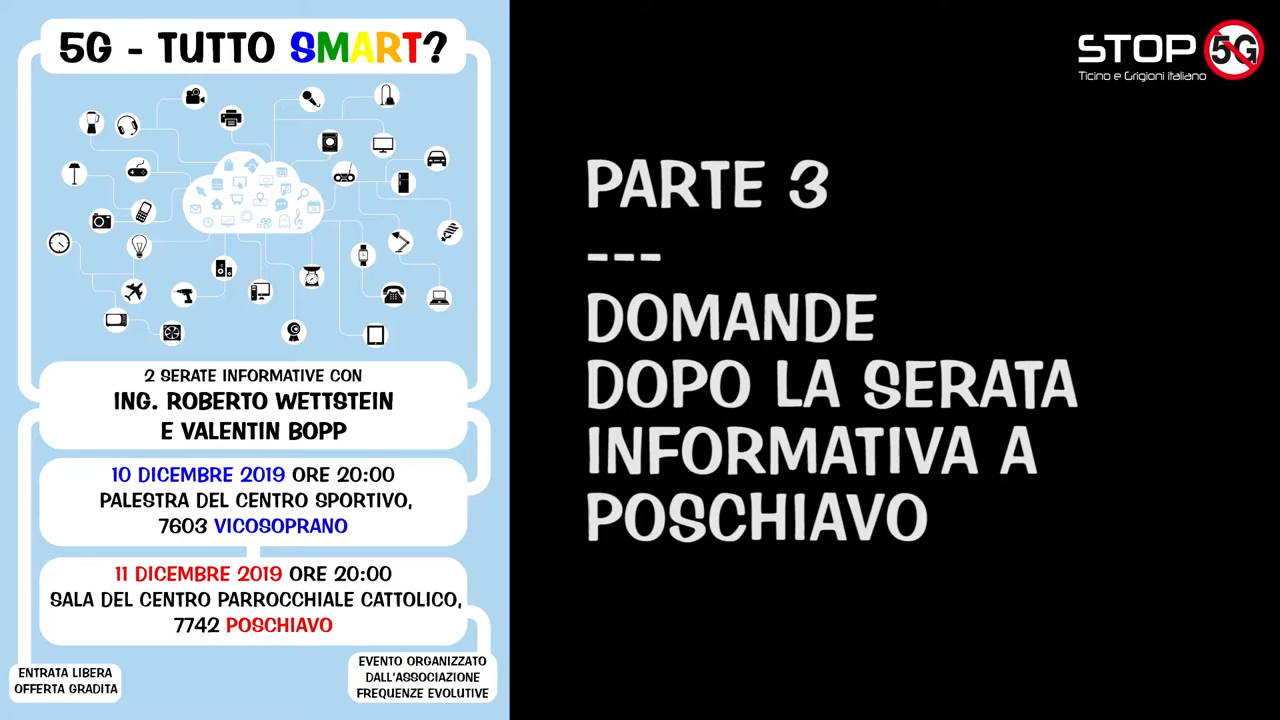 5G - TUTTO SMART?
2 SERATE INFORMATIVE CON
ING. ROBERTO WETTSTEIN
E VALENTIN BOPP
10 DICEMBRE 2019 ORE 20:00
PALESTRA DEL CENTRO SPORTIVO,
7603 VICOSOPRANO
11 DICEMBRE 2019 ORE 20:00
SALA DEL CENTRO PARROCCHIALE CATTOLICO,
7742 POSCHIAVO
ENTRATA LIBERA
OFFERTA GRADITA
EVENTO ORGANIZZATO
DALL'ASSOCIAZIONE
FREQUENZE EVOLUTIVE
STOP 5G
Ticino e Grigioni italiano
PARTE 3
---
DOMANDE
DOPO LA SERATA
INFORMATIVA A
POSCHIAVO